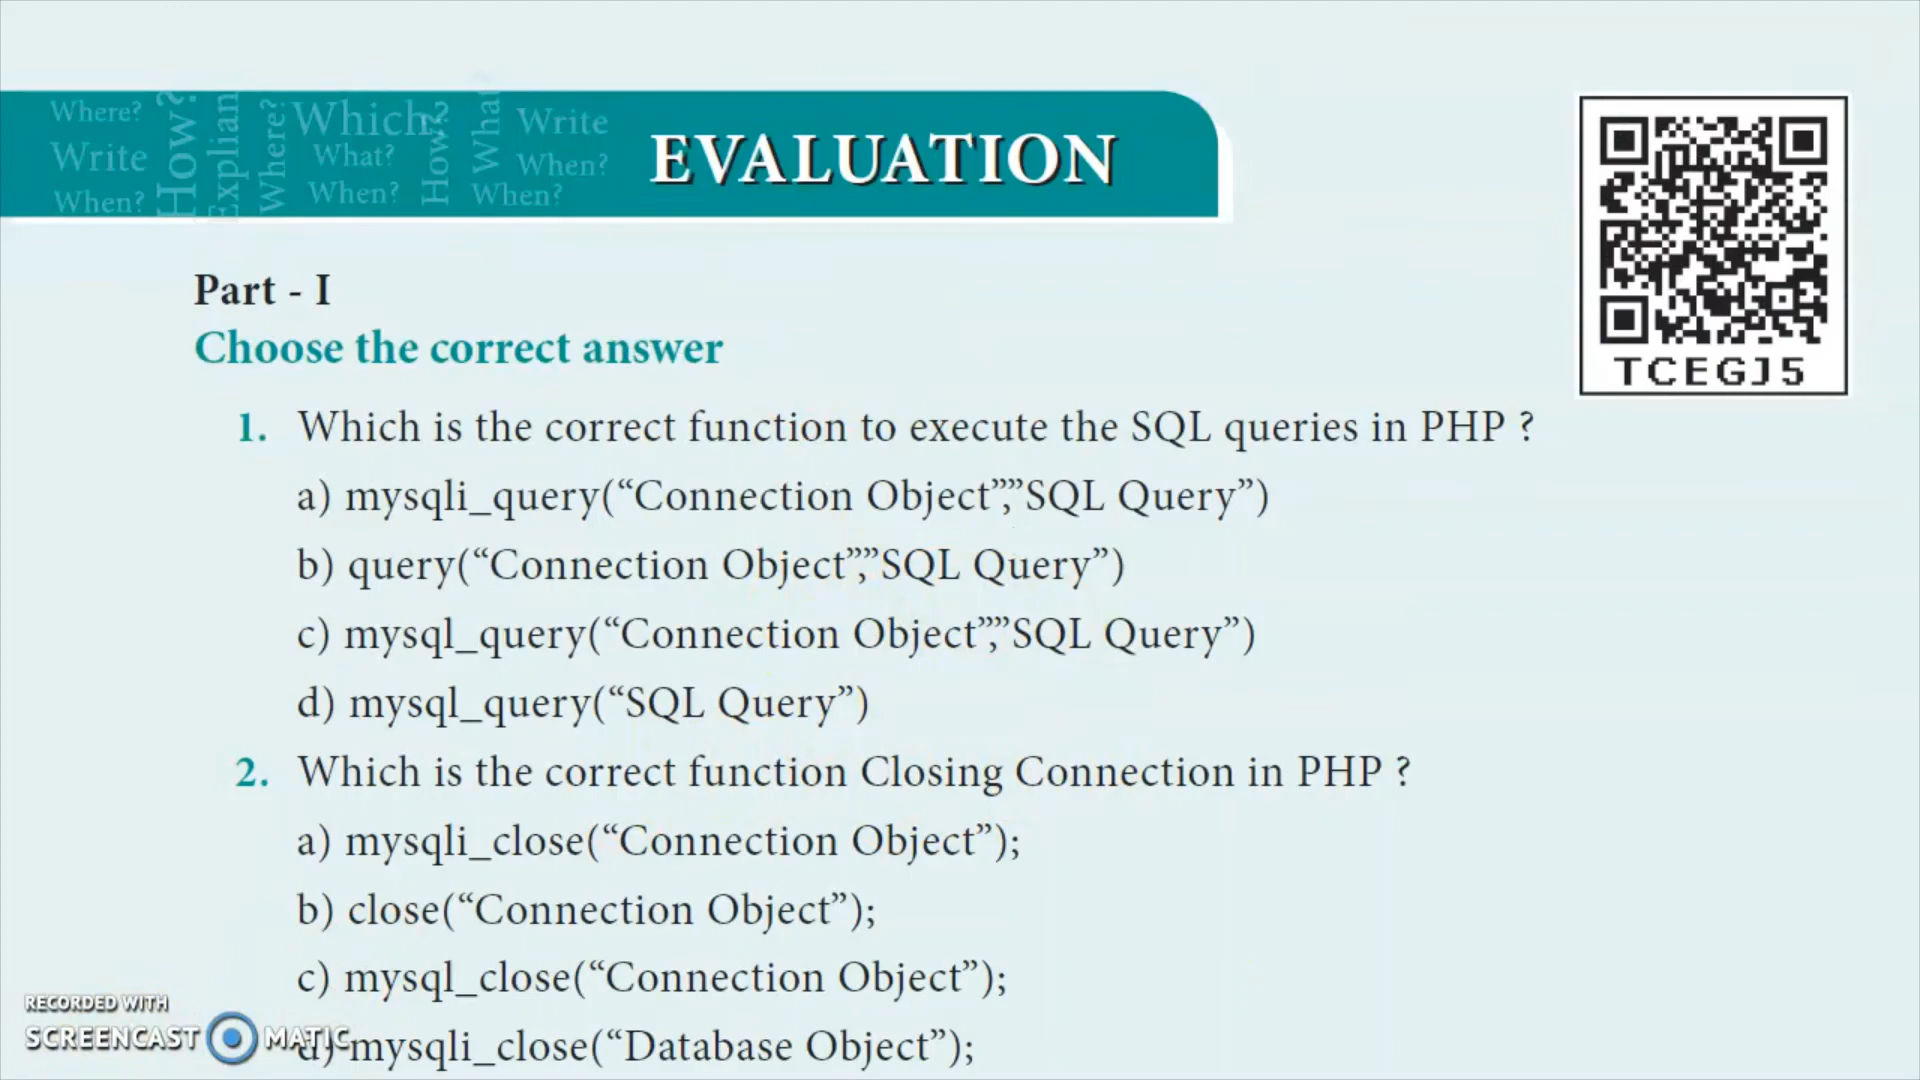 Where? How? Explian Where? Which? How? What Write
Write What? When?
When? When? When?
EVALUATION
TCEGJ5
Part - I
Choose the correct answer
1. Which is the correct function to execute the SQL queries in PHP ?
a) mysqli_query(“Connection Object”,”SQL Query”)
b) query(“Connection Object”,”SQL Query”)
c) mysql_query(“Connection Object”,”SQL Query”)
d) mysql_query(“SQL Query”)
2. Which is the correct function Closing Connection in PHP ?
a) mysqli_close(“Connection Object”);
b) close(“Connection Object”);
c) mysql_close(“Connection Object”);
d) mysqli_close(“Database Object”);
RECORDED WITH
SCREENCAST MATIC